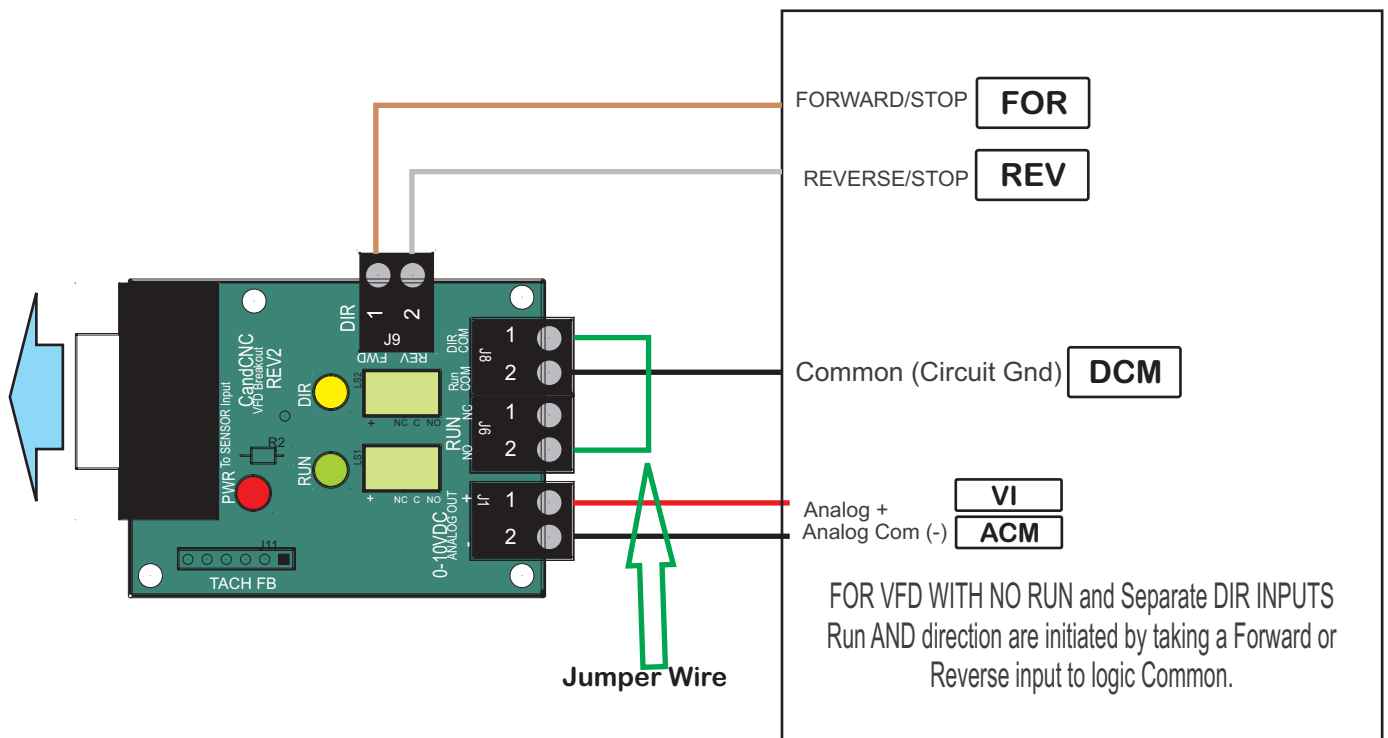 FORWARD/STOP FOR
REVERSE/STOP REV
DIR
1 2
J9
FWD REV
DIR COM
1
J8
Run COM
2
CandCNC
VFD Breakout
REV2
To SENSOR Input
PWR
R2
DIR
LS2
+ NC C NO
RUN
LS1
+ NC C NO
RUN
NC
1
J6
NO
2
Common (Circuit Gnd) DCM
J1
+ 1
- 2
0-10VDC
ANALOG OUT
J11
TACH FB
Analog + VI
Analog Com (-) ACM
Jumper Wire
FOR VFD WITH NO RUN and Separate DIR INPUTS
Run AND direction are initiated by taking a Forward or
Reverse input to logic Common.